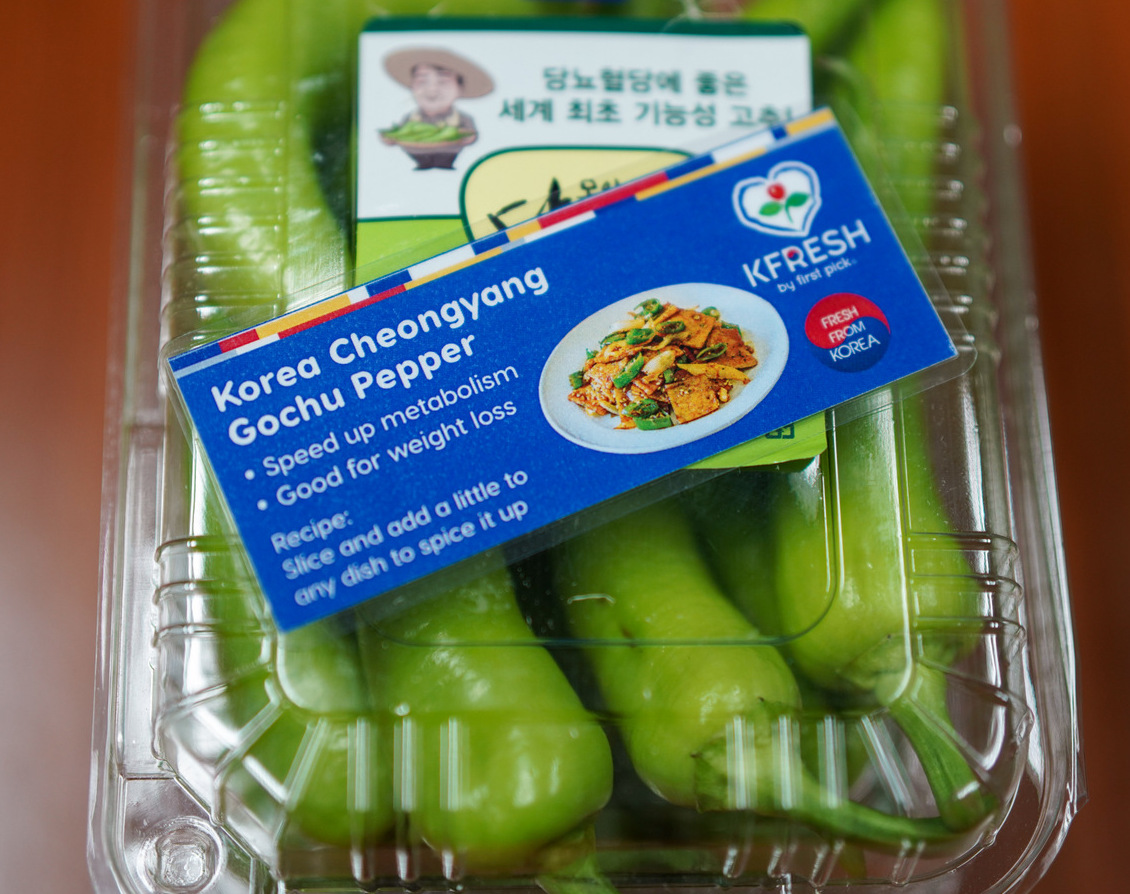 당뇨혈당에 좋은
세계 최초 기능성 고추!
KFRESH
by first pick
FRESH
FROM
KOREA
Korea Cheongyang
Gochu Pepper
• Speed up metabolism
• Good for weight loss
Recipe:
Slice and add a little to
any dish to spice it up